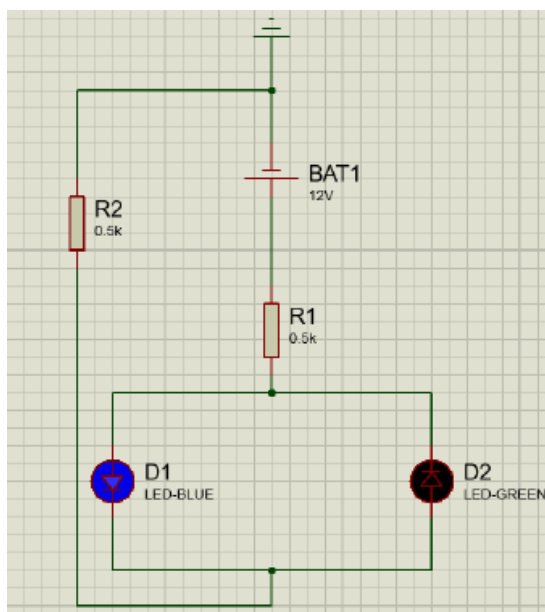 BAT1
12V
R2
0.5k
R1
0.5k
D1
LED-BLUE
D2
LED-GREEN